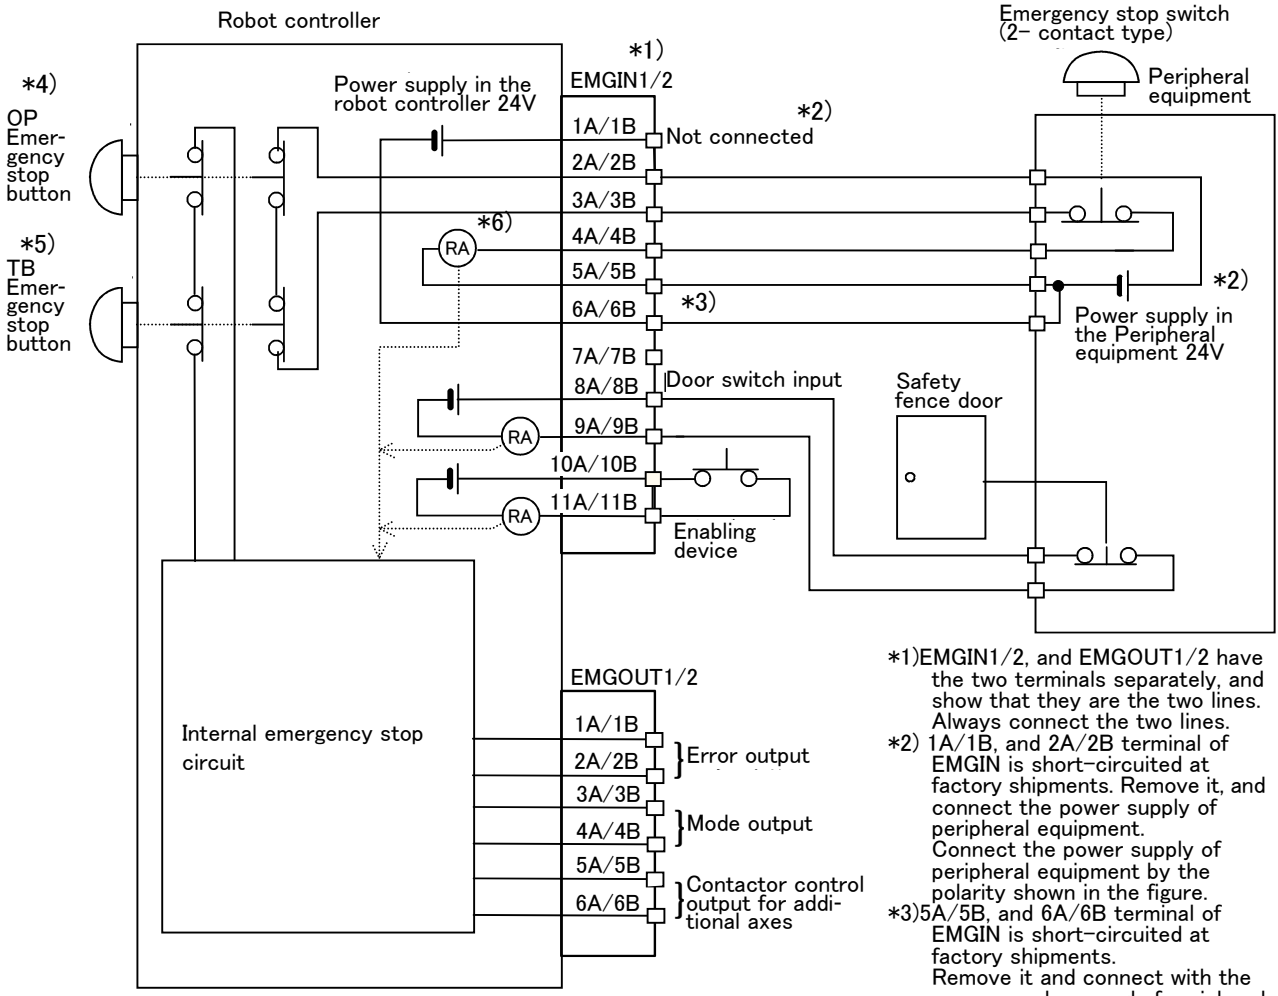 Robot controller
Emergency stop switch
(2- contact type)
Peripheral
equipment
*1)
EMGIN1/2
*4)
OP
Emer-
gency
stop
button
Power supply in the
robot controller 24V
*2)
1A/1B
Not connected
2A/2B
3A/3B
*6)
RA
4A/4B
5A/5B
*3)
6A/6B
7A/7B
*5)
TB
Emer-
gency
stop
button
*2)
Power supply in
the Peripheral
equipment 24V
8A/8B
Door switch input
Safety
fence door
RA
9A/9B
10A/10B
RA
11A/11B
Enabling
device
Internal emergency stop
circuit
EMGOUT1/2
1A/1B
2A/2B
Error output
3A/3B
4A/4B
Mode output
5A/5B
6A/6B
Contactor control
output for addi-
tional axes
*1)EMGIN1/2, and EMGOUT1/2 have
the two terminals separately, and
show that they are the two lines.
Always connect the two lines.
*2) 1A/1B, and 2A/2B terminal of
EMGIN is short-circuited at
factory shipments. Remove it, and
connect the power supply of
peripheral equipment.
Connect the power supply of
peripheral equipment by the
polarity shown in the figure.
*3)5A/5B, and 6A/6B terminal of
EMGIN is short-circuited at
factory shipments.
Remove it and connect with the